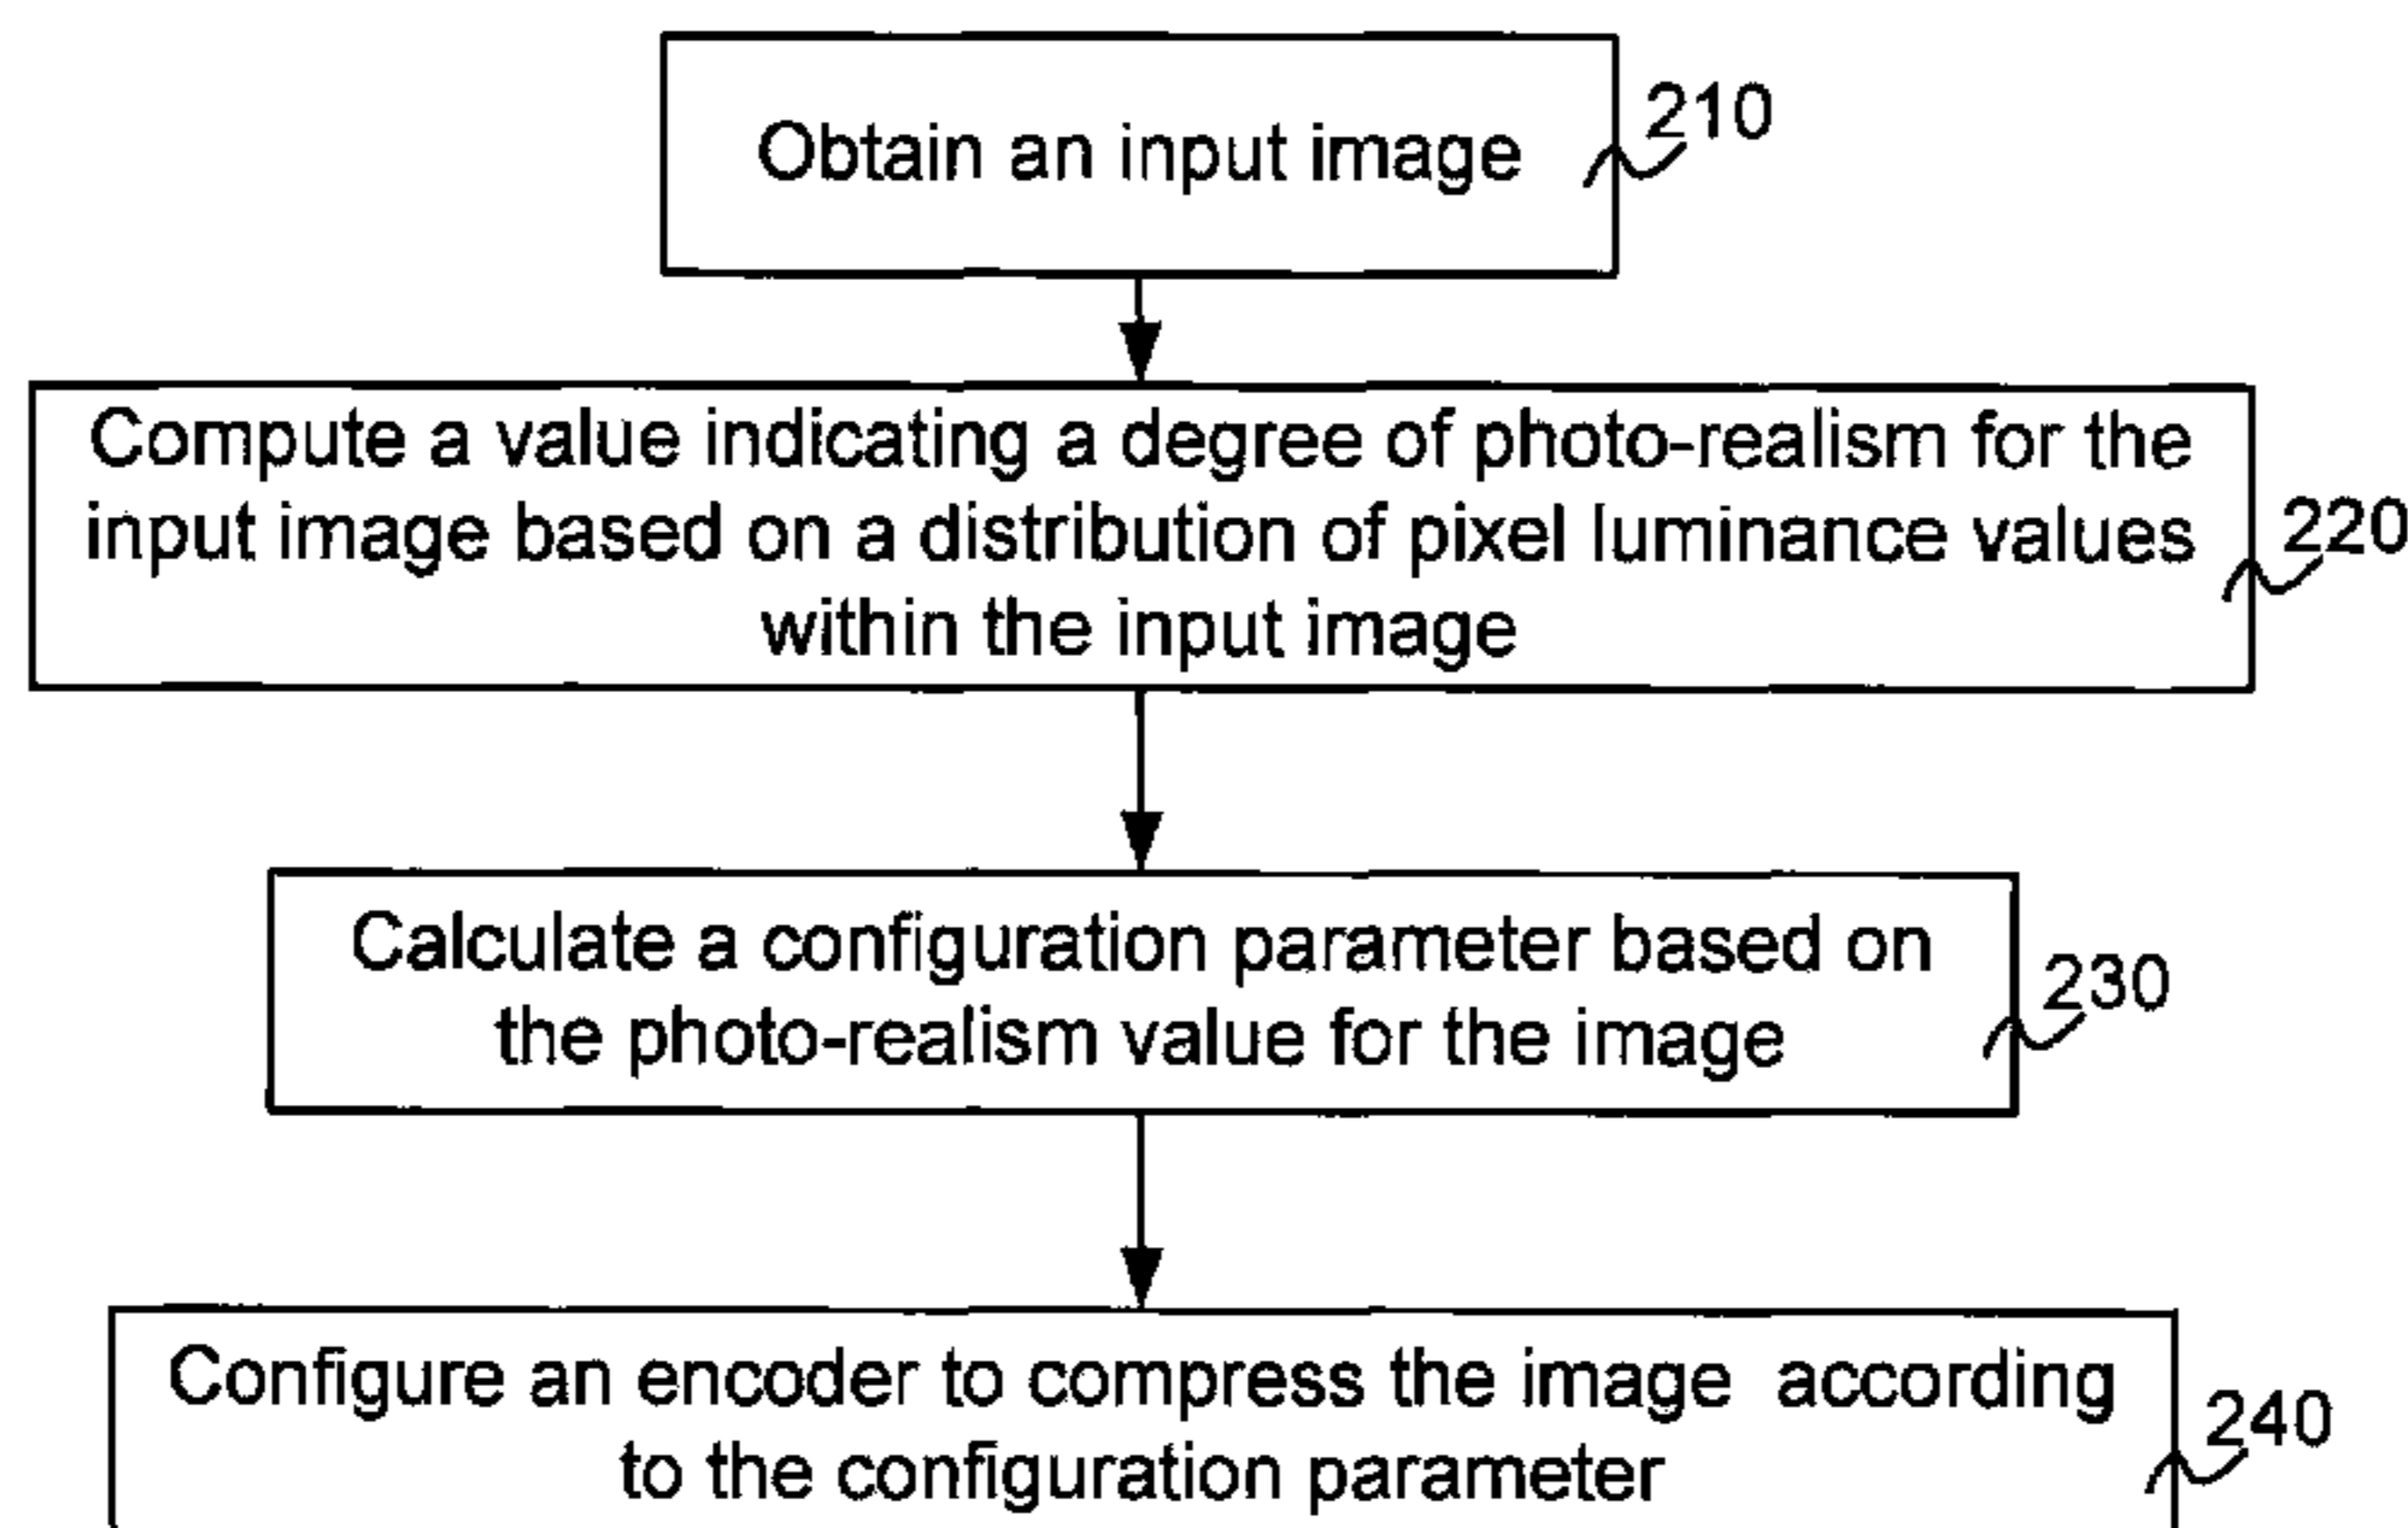 Obtain an input image
210
Compute a value indicating a degree of photo-realism for the
input image based on a distribution of pixel luminance values
within the input image
220
Calculate a configuration parameter based on
the photo-realism value for the image
230
Configure an encoder to compress the image according
to the configuration parameter
240